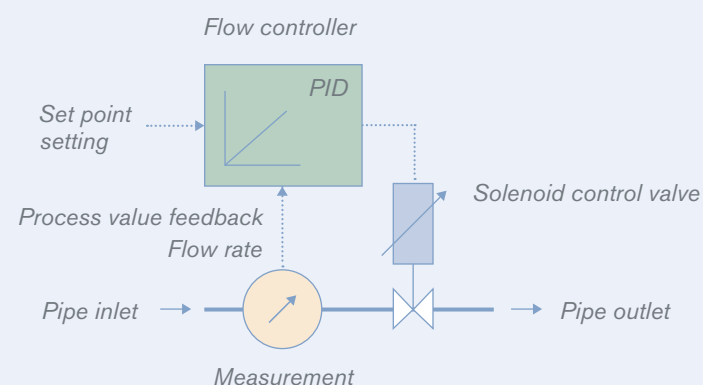 Flow controller
PID
Set point
setting
Solenoid control valve
Process value feedback
Flow rate
Pipe inlet
Pipe outlet
Measurement